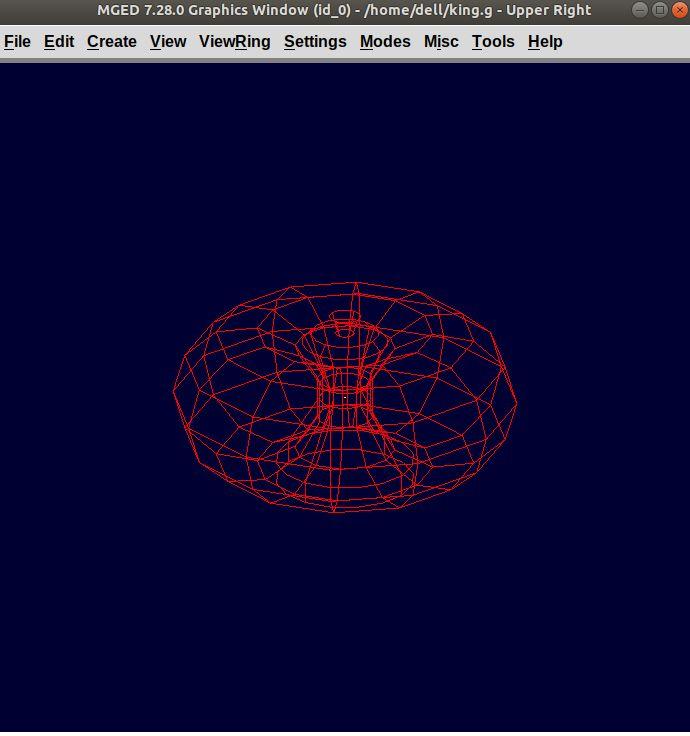 MGED 7.28.0 Graphics Window (id_0) - /home/dell/king.g - Upper Right
File Edit Create View ViewRing Settings Modes Misc Tools Help